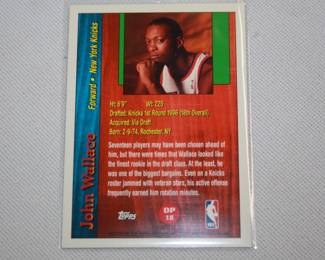 John Wallace
Forward • New York Knicks
Ht: 6'8" Wt: 225
Drafted: Knicks 1st Round 1996 (18th Overall)
Acquired: Via Draft
Born: 2-9-74, Rochester, NY
Seventeen players may have been chosen ahead of
him, but there were times that Wallace looked like the
finest rookie in the draft class. At the least, he
was one of the biggest bargains. Even on a Knicks
roster jammed with veteran stars, his active offense
frequently earned him rotation minutes.
TOPPS
DP
18
NBA